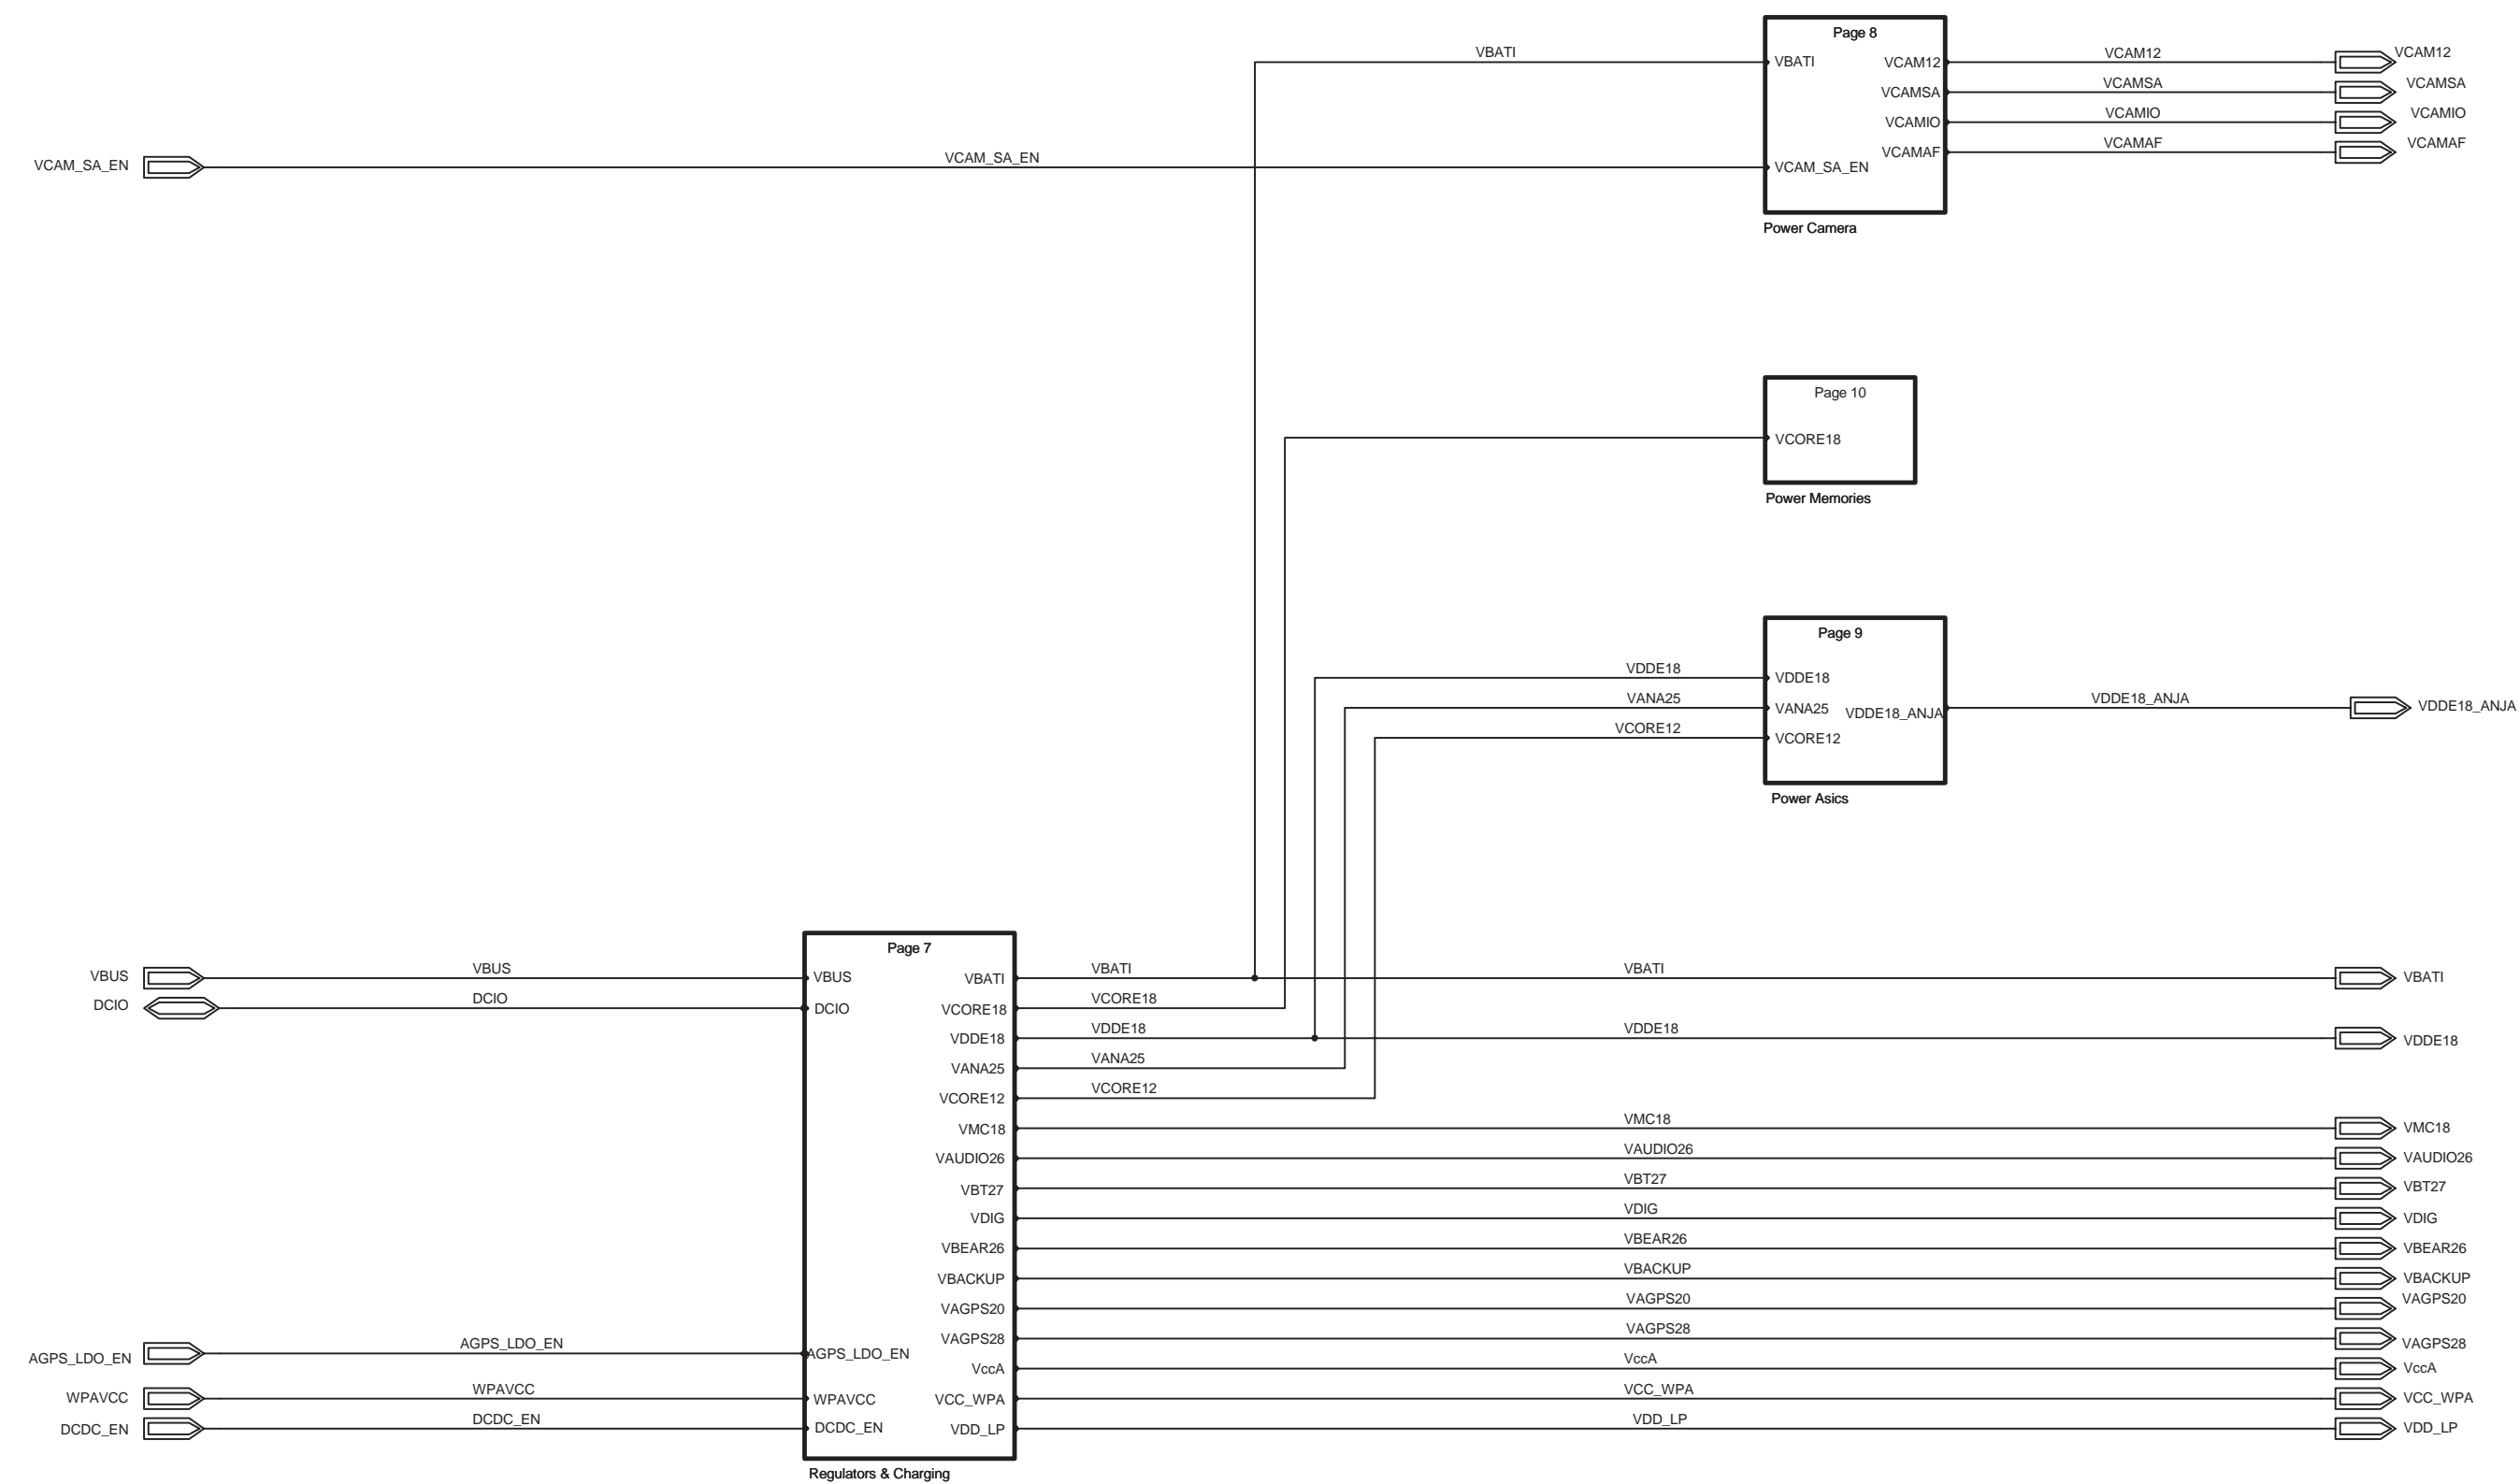 Page 8
VBATI
VBATI
VCAM12
VCAM12
VCAM12
VCAMSA
VCAMSA
VCAMSA
VCAMIO
VCAMIO
VCAMIO
VCAMAF
VCAMAF
VCAMAF
VCAM_SA_EN
VCAM_SA_EN
VCAM_SA_EN
Power Camera
Page 10
VCORE18
Power Memories
Page 9
VDDE18
VDDE18
VANA25
VANA25
VDDE18_ANJA
VDDE18_ANJA
VDDE18_ANJA
VCORE12
VCORE12
Power Asics
Page 7
VBUS
VBUS
VBUS
VBATI
VBATI
VBATI
VBATI
DCIO
DCIO
DCIO
VCORE18
VCORE18
VDDE18
VDDE18
VDDE18
VDDE18
VANA25
VANA25
VCORE12
VCORE12
VMC18
VMC18
VMC18
VAUDIO26
VAUDIO26
VAUDIO26
VBT27
VBT27
VBT27
VDIG
VDIG
VDIG
VBEAR26
VBEAR26
VBEAR26
VBACKUP
VBACKUP
VBACKUP
VAGPS20
VAGPS20
VAGPS20
VAGPS28
VAGPS28
VAGPS28
AGPS_LDO_EN
AGPS_LDO_EN
AGPS_LDO_EN
VccA
VccA
VccA
WPAVCC
WPAVCC
WPAVCC
VCC_WPA
VCC_WPA
VCC_WPA
DCDC_EN
DCDC_EN
DCDC_EN
VDD_LP
VDD_LP
VDD_LP
Regulators & Charging